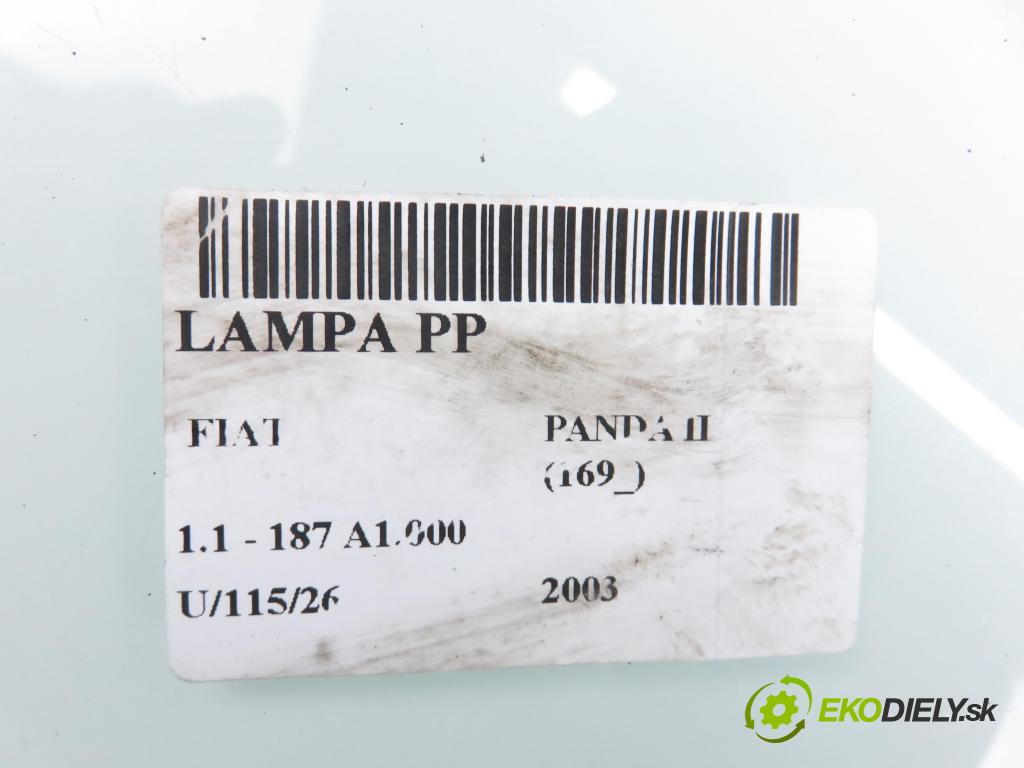 LAMPA PP
FIAT PANDA II
(169_)
1.1 - 187 A1.000
U/115/26 2003
EKODIELY.sk